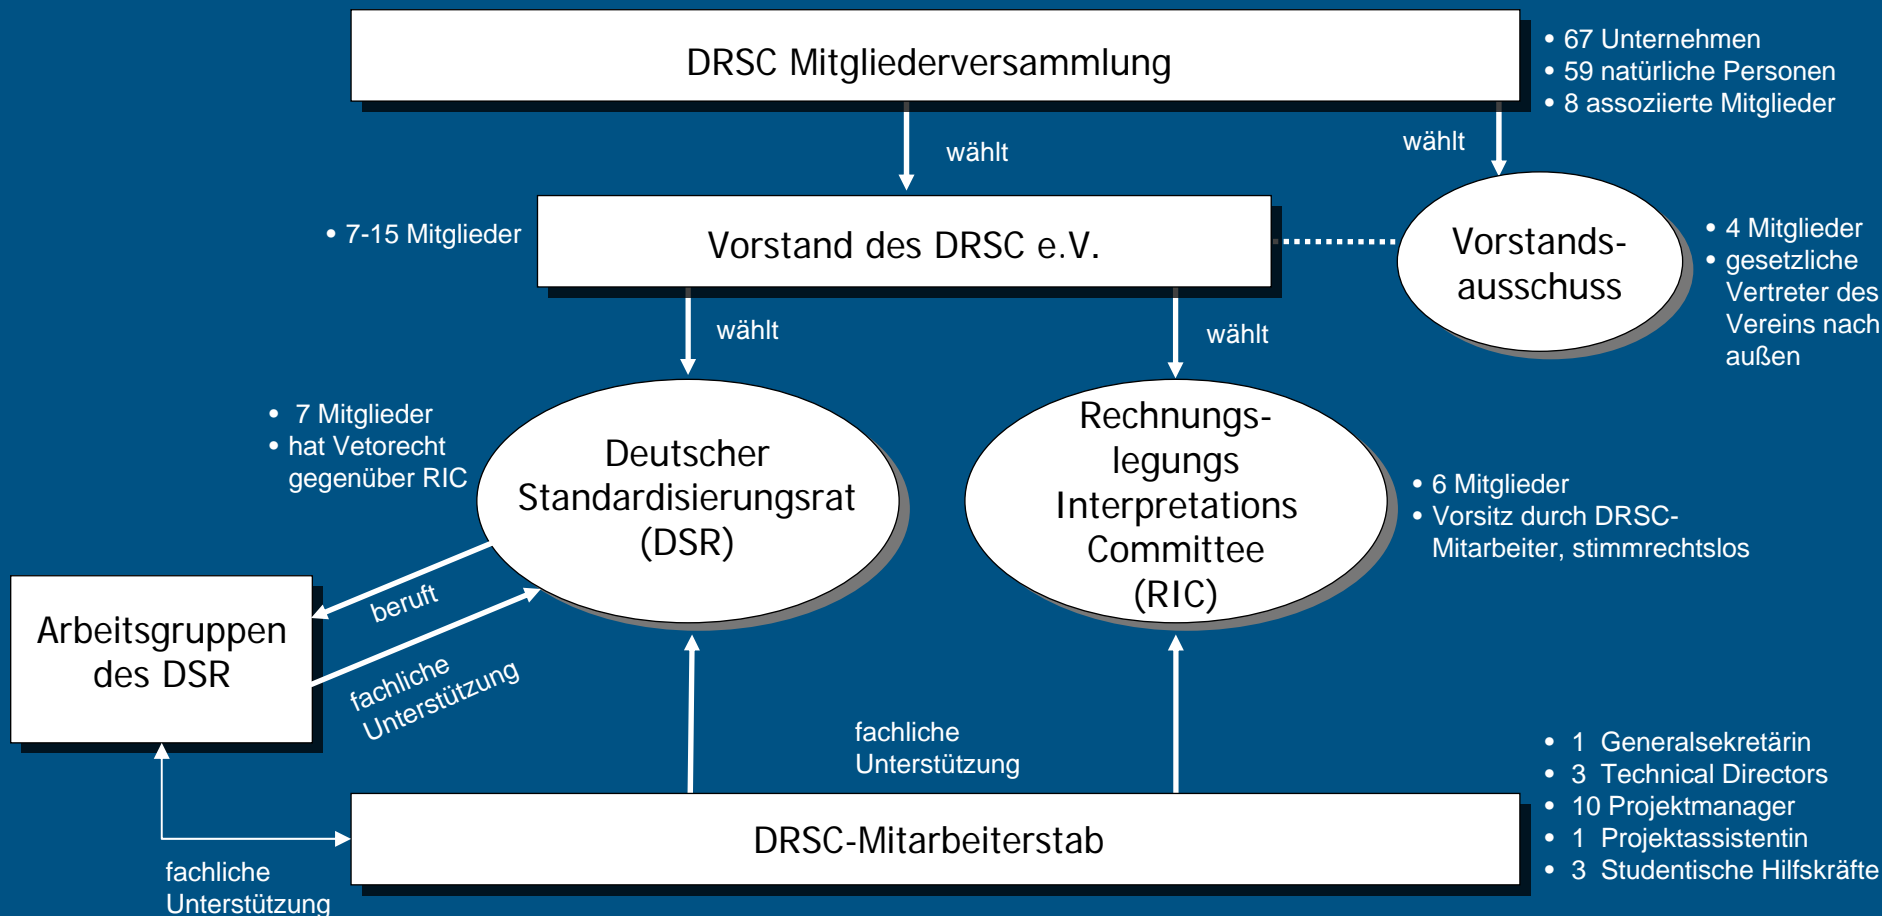 DRSC Mitgliederversammlung
• 67 Unternehmen
• 59 natürliche Personen
• 8 assoziierte Mitglieder
wählt
wählt
• 7-15 Mitglieder
Vorstand des DRSC e.V.
Vorstands-
ausschuss
• 4 Mitglieder
• gesetzliche
Vertreter des
Vereins nach
außen
wählt
wählt
• 7 Mitglieder
• hat Vetorecht
gegenüber RIC
Deutscher
Standardisierungsrat
(DSR)
Rechnungs-
legungs
Interpretations
Committee
(RIC)
• 6 Mitglieder
• Vorsitz durch DRSC-
Mitarbeiter, stimmrechtslos
Arbeitsgruppen
des DSR
beruft
fachliche
Unterstützung
fachliche
Unterstützung
DRSC-Mitarbeiterstab
• 1 Generalsekretärin
• 3 Technical Directors
• 10 Projektmanager
• 1 Projektassistentin
• 3 Studentische Hilfskräfte
fachliche
Unterstützung